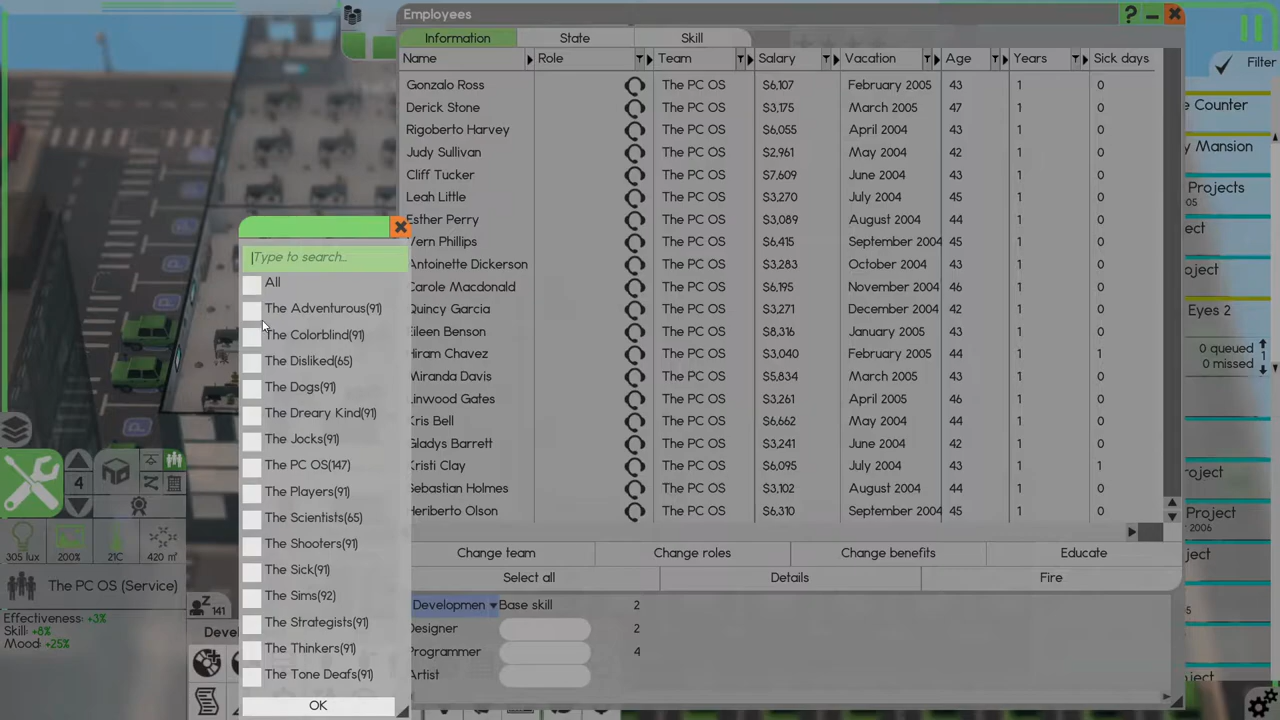 Employees
? _ X
Information State Skill
Name Role Team Salary Vacation Age Years Sick days
Gonzalo Ross The PC OS $6,107 February 2005 43 1 0
Derick Stone The PC OS $3,175 March 2005 47 1 0
Rigoberto Harvey The PC OS $6,055 April 2004 43 1 0
Judy Sullivan The PC OS $2,961 May 2004 42 1 0
Cliff Tucker The PC OS $7,609 June 2004 43 1 0
Leah Little The PC OS $3,270 July 2004 45 1 0
Esther Perry The PC OS $3,089 August 2004 44 1 0
Vern Phillips The PC OS $6,415 September 2004 45 1 0
Antoinette Dickerson The PC OS $3,283 October 2004 43 1 0
Carole Macdonald The PC OS $6,195 November 2004 46 1 0
Quincy Garcia The PC OS $3,271 December 2004 42 1 0
Eileen Benson The PC OS $8,316 January 2005 43 1 0
Hiram Chavez The PC OS $3,040 February 2005 44 1 1
Miranda Davis The PC OS $5,834 March 2005 43 1 0
Linwood Gates The PC OS $3,261 April 2005 46 1 0
Kris Bell The PC OS $6,662 May 2004 44 1 0
Gladys Barrett The PC OS $3,241 June 2004 42 1 0
Kristi Clay The PC OS $6,095 July 2004 43 1 1
Sebastian Holmes The PC OS $3,102 August 2004 44 1 0
Heriberto Olson The PC OS $6,310 September 2004 45 1 0
Change team Change roles Change benefits Educate
Select all Details Fire
Developmen Base skill 2
Designer 2
Programmer 4
Artist
Type to search...
All
The Adventurous(91)
The Colorblind(91)
The Disliked(65)
The Dogs(91)
The Dreary Kind(91)
The Jocks(91)
The PC OS(147)
The Players(91)
The Scientists(65)
The Shooters(91)
The Sick(91)
The Sims(92)
The Strategists(91)
The Thinkers(91)
The Tone Deafs(91)
OK
4
305 lux 200% 21C 420 m²
The PC OS (Service)
Effectiveness: +3%
Skill: +8%
Mood: +25%
Z 141
Devel
Filter
e Counter
y Mansion
Projects
05
ct
oject
Eyes 2
0 queued
0 missed
1
ct
roject
Project
2006
ect
ct